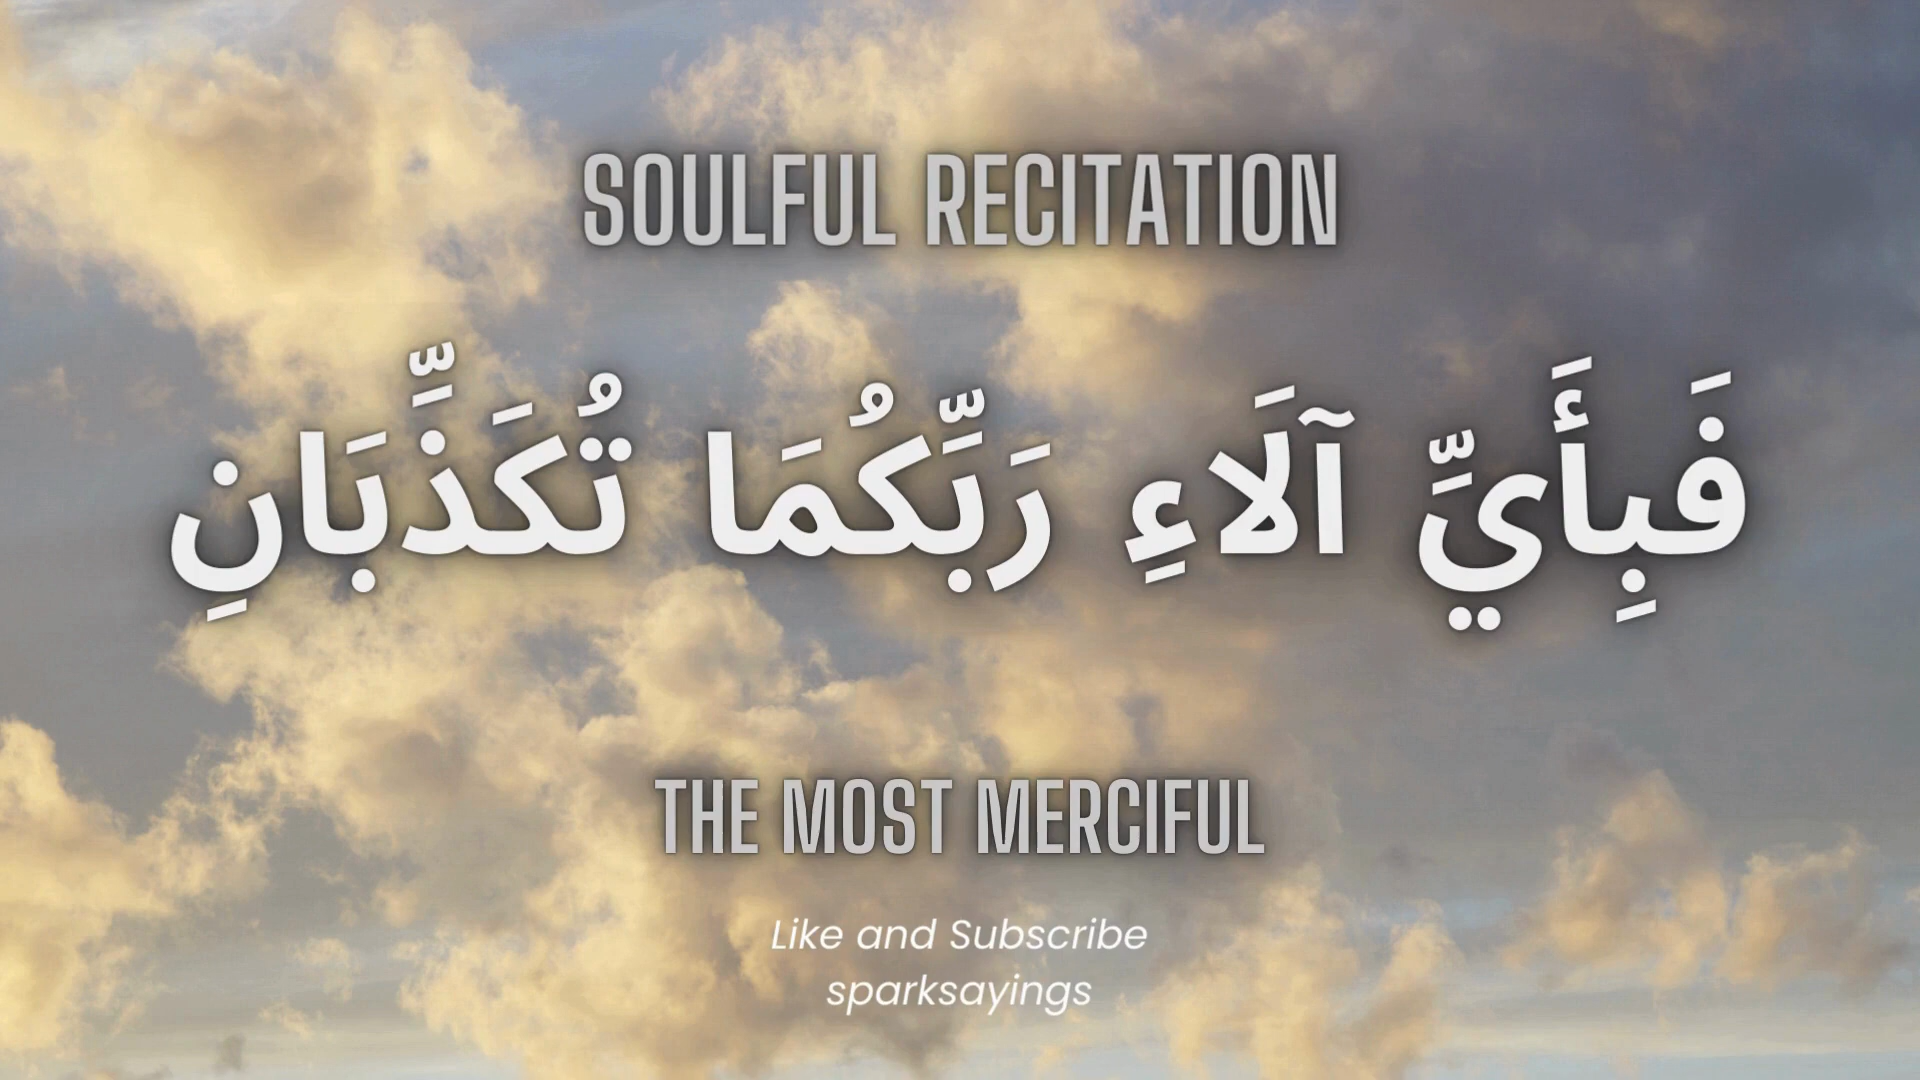 SOULFUL RECITATION
فَبِأَيِّ آلَاءِ رَبِّكُمَا تُكَذِّبَانِ
THE MOST MERCIFUL
Like and Subscribe
sparksayings